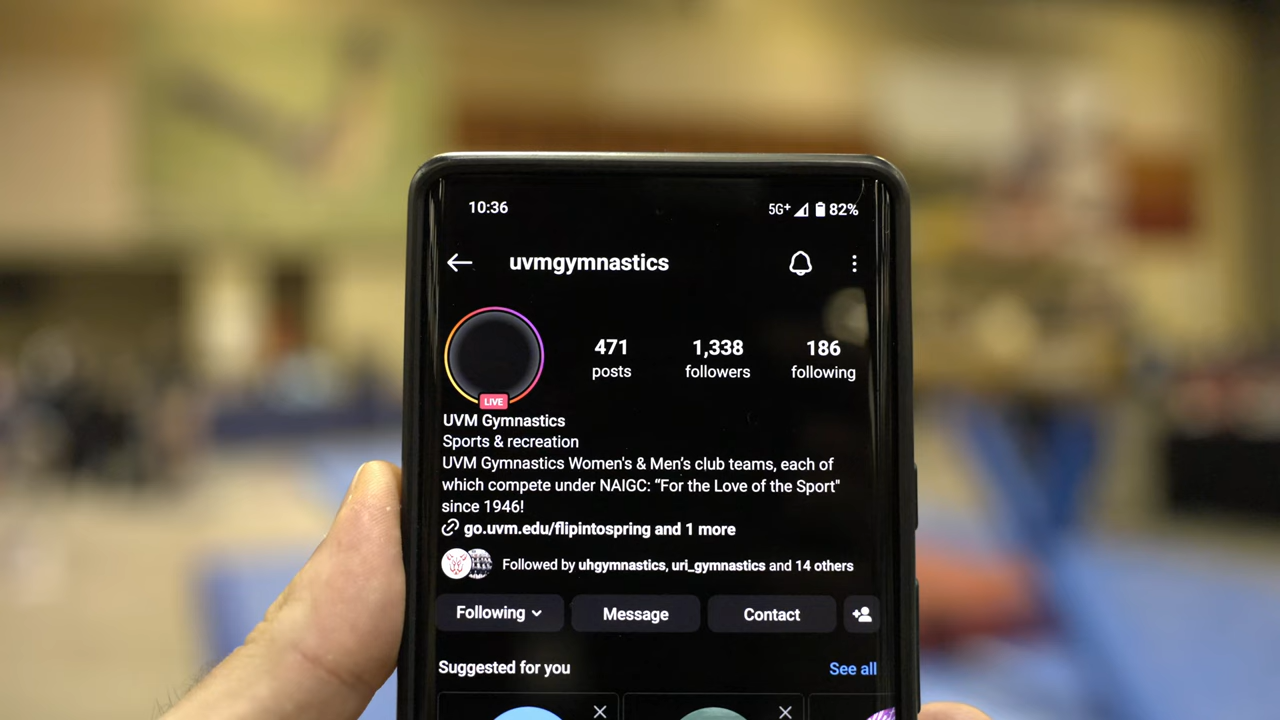 10:36
5G+ 82%
uvmgymnastics
471 1,338 186
posts followers following
LIVE
UVM Gymnastics
Sports & recreation
UVM Gymnastics Women's & Men’s club teams, each of
which compete under NAIGC: “For the Love of the Sport"
since 1946!
go.uvm.edu/flipintospring and 1 more
Followed by uhgymnastics, uri_gymnastics and 14 others
Following Message Contact
Suggested for you See all